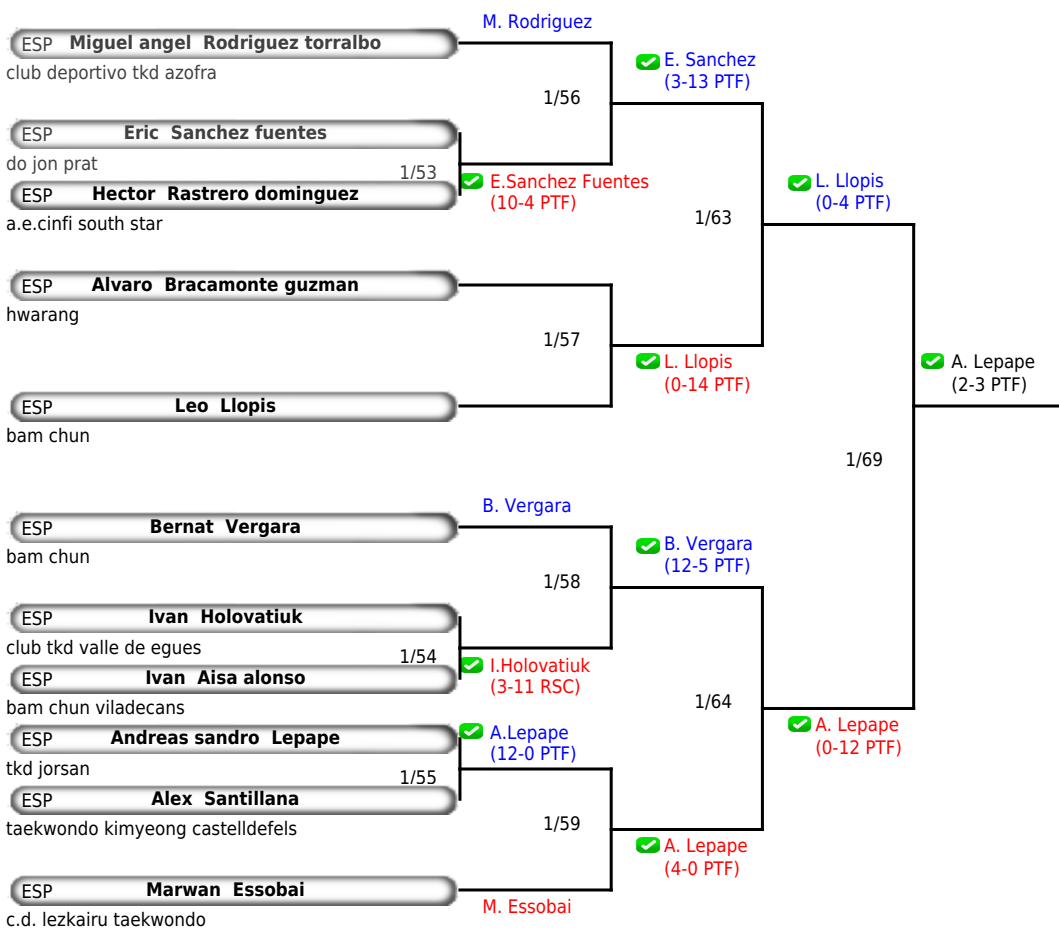 M. Rodriguez
ESP Miguel angel Rodriguez torralbo
club deportivo tkd azofra
E. Sanchez
(3-13 PTF)
1/56
ESP Eric Sanchez fuentes
do jon prat
1/53
E.Sanchez Fuentes
(10-4 PTF)
ESP Hector Rastrero dominguez
a.e.cinfi south star
L. Llopis
(0-4 PTF)
1/63
ESP Alvaro Bracamonte guzman
hwarang
1/57
L. Llopis
(0-14 PTF)
A. Lepape
(2-3 PTF)
ESP Leo Llopis
bam chun
1/69
B. Vergara
ESP Bernat Vergara
bam chun
B. Vergara
(12-5 PTF)
1/58
ESP Ivan Holovatiuk
club tkd valle de egues
1/54
I.Holovatiuk
(3-11 RSC)
ESP Ivan Aisa alonso
bam chun viladecans
1/64
A. Lepape
(0-12 PTF)
ESP Andreas sandro Lepape
tkd jorsan
A.Lepape
(12-0 PTF)
1/55
ESP Alex Santillana
taekwondo kimyeong castelldefels
1/59
A. Lepape
(4-0 PTF)
ESP Marwan Essobai
M. Essobai
c.d. lezkairu taekwondo